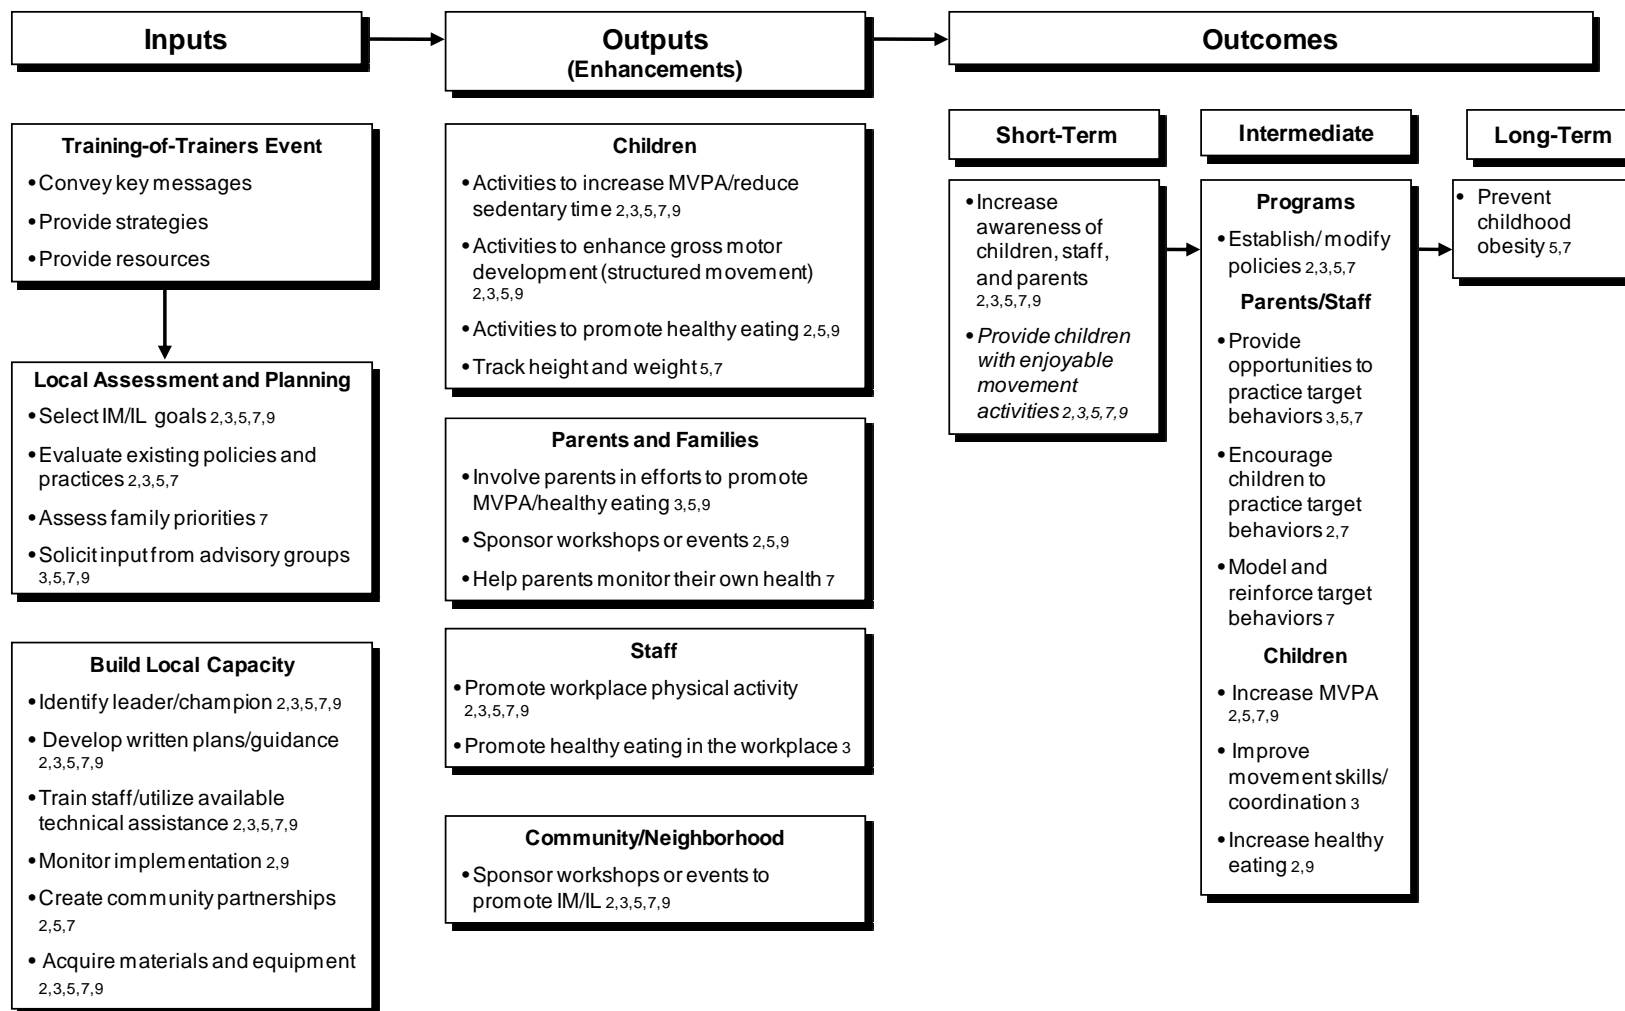 Inputs
Outputs
(Enhancements)
Outcomes
Training-of-Trainers Event
•Convey key messages
•Provide strategies
•Provide resources
Local Assessment and Planning
•Select IM/IL goals 2,3,5,7,9
•Evaluate existing policies and
practices 2,3,5,7
•Assess family priorities 7
•Solicit input from advisory groups
3,5,7,9
Build Local Capacity
•Identify leader/champion 2,3,5,7,9
• Develop written plans/guidance
2,3,5,7,9
•Train staff/utilize available
technical assistance 2,3,5,7,9
•Monitor implementation 2,9
•Create community partnerships
2,5,7
• Acquire materials and equipment
2,3,5,7,9
Children
•Activities to increase MVPA/reduce
sedentary time 2,3,5,7,9
•Activities to enhance gross motor
development (structured movement)
2,3,5,9
•Activities to promote healthy eating 2,5,9
•Track height and weight 5,7
Parents and Families
•Involve parents in efforts to promote
MVPA/healthy eating 3,5,9
•Sponsor workshops or events 2,5,9
•Help parents monitor their own health 7
Staff
•Promote workplace physical activity
2,3,5,7,9
•Promote healthy eating in the workplace 3
Community/Neighborhood
•Sponsor workshops or events to
promote IM/IL 2,3,5,7,9
Short-Term
•Increase
awareness of
children, staff,
and parents
2,3,5,7,9
•Provide children
with enjoyable
movement
activities 2,3,5,7,9
Intermediate
Programs
•Establish/ modify
policies 2,3,5,7
Parents/Staff
•Provide
opportunities to
practice target
behaviors 3,5,7
•Encourage
children to
practice target
behaviors 2,7
•Model and
reinforce target
behaviors 7
Children
• Increase MVPA
2,5,7,9
• Improve
movement skills/
coordination 3
•Increase healthy
eating 2,9
Long-Term
• Prevent
childhood
obesity 5,7